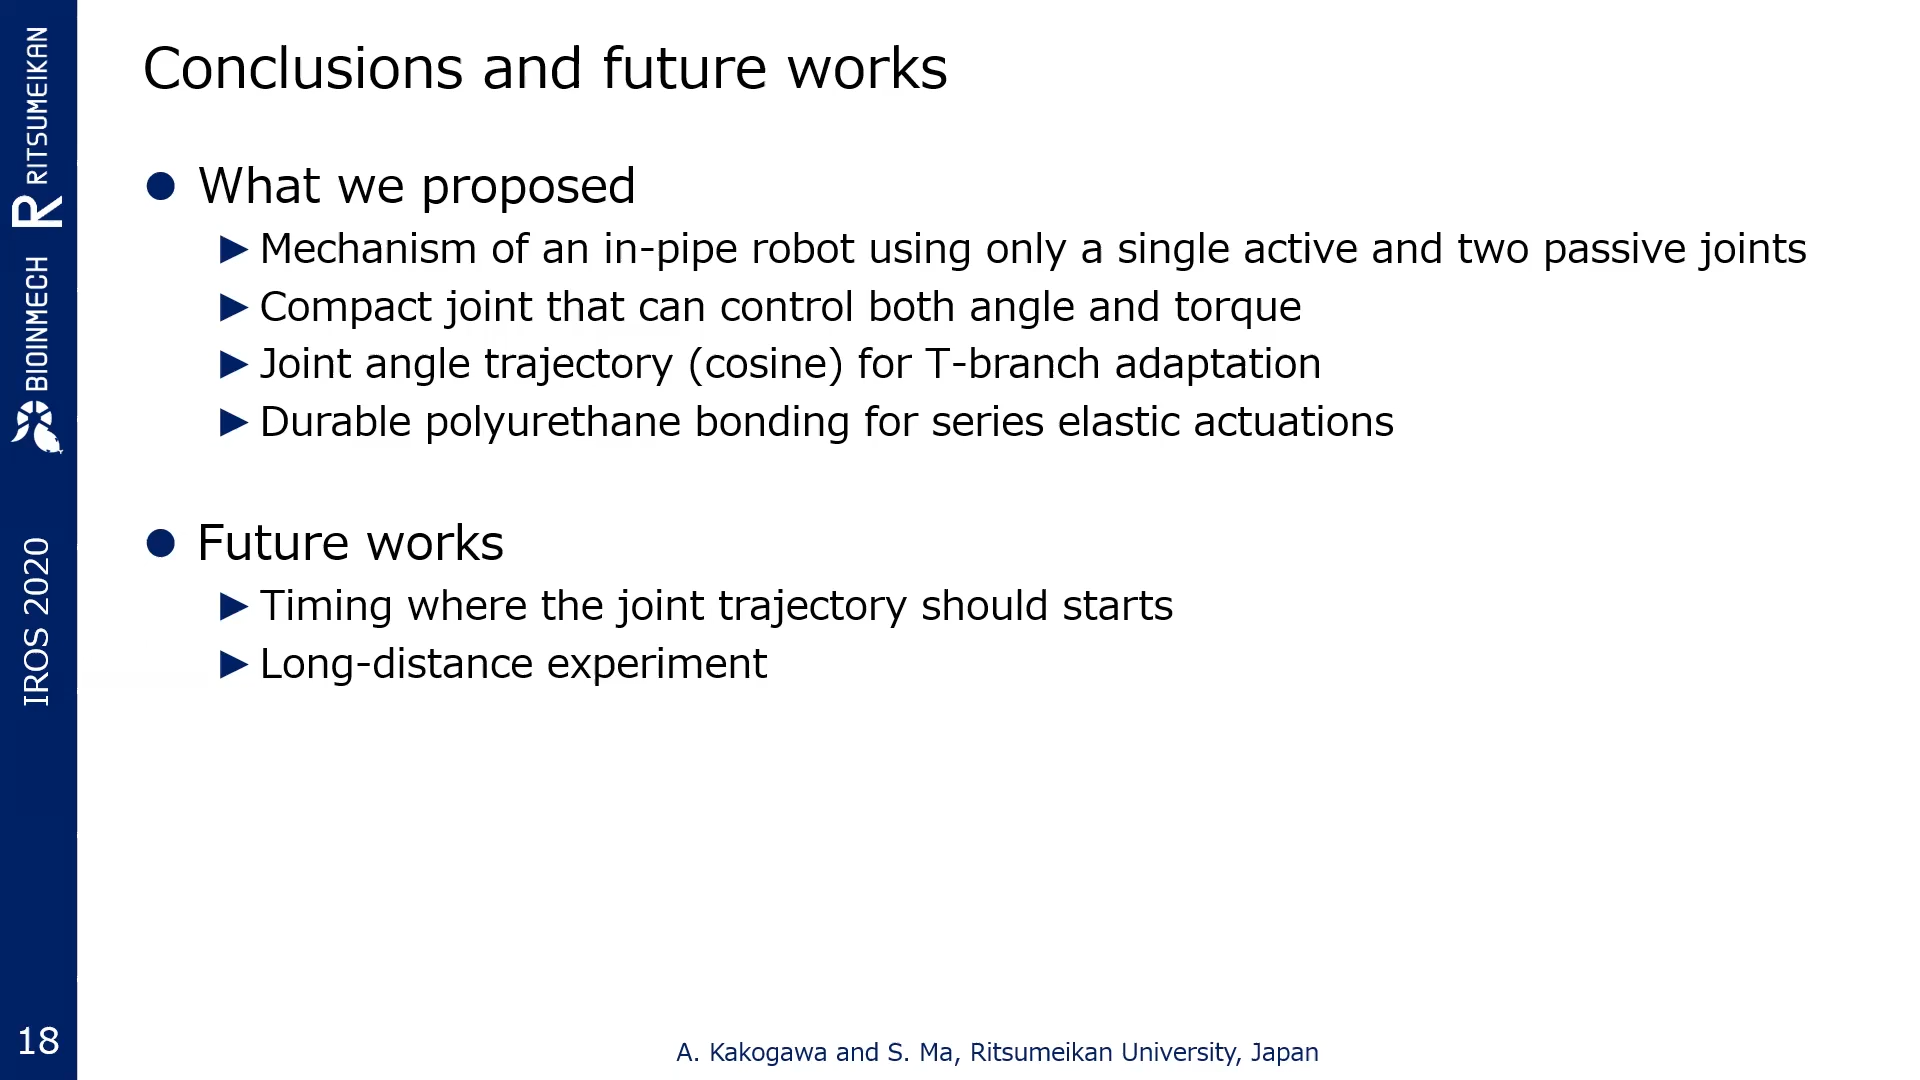 Conclusions and future works
What we proposed
Mechanism of an in-pipe robot using only a single active and two passive joints
Compact joint that can control both angle and torque
Joint angle trajectory (cosine) for T-branch adaptation
Durable polyurethane bonding for series elastic actuations
Future works
Timing where the joint trajectory should starts
Long-distance experiment
R RITSUMEIKAN
BIOINMECH
IROS 2020
18
A. Kakogawa and S. Ma, Ritsumeikan University, Japan